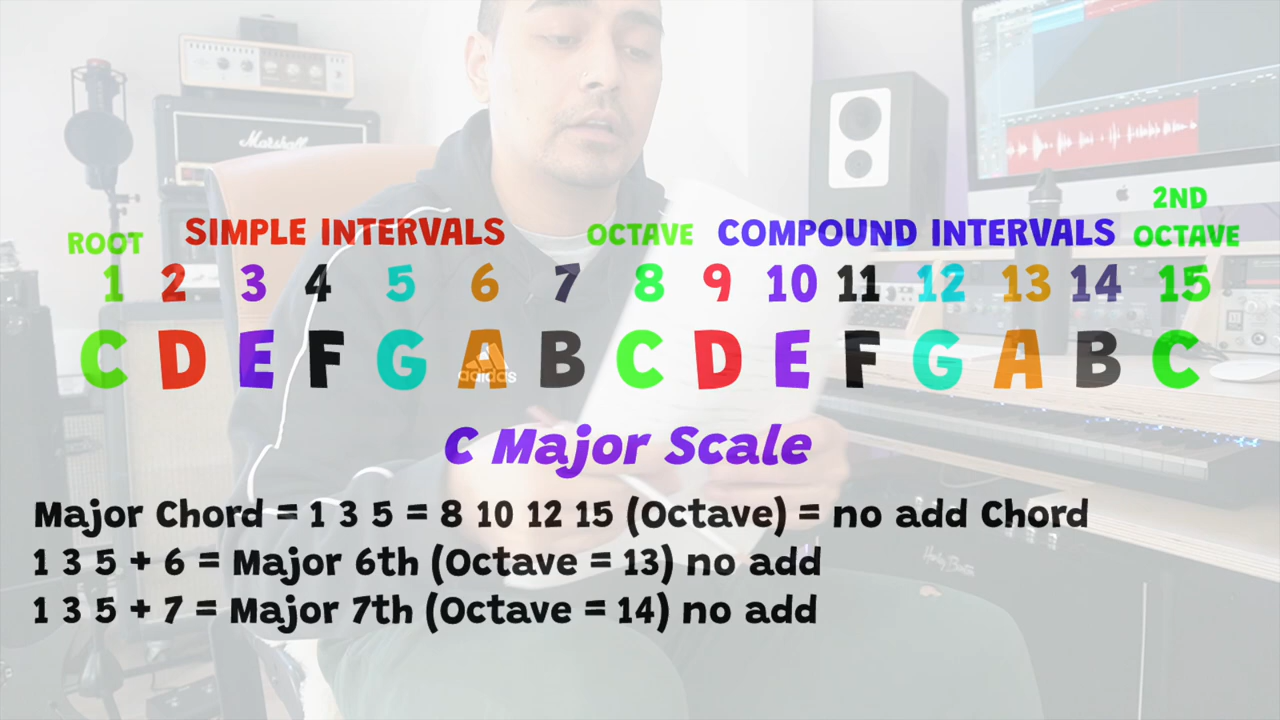 Marshall
2ND
ROOT SIMPLE INTERVALS OCTAVE COMPOUND INTERVALS OCTAVE
1 2 3 4 5 6 7 8 9 10 11 12 13 14 15
C D E F G A B C D E F G A B C
adidas
C Major Scale
Major Chord = 1 3 5 = 8 10 12 15 (Octave) = no add Chord
1 3 5 + 6 = Major 6th (Octave = 13) no add
1 3 5 + 7 = Major 7th (Octave = 14) no add